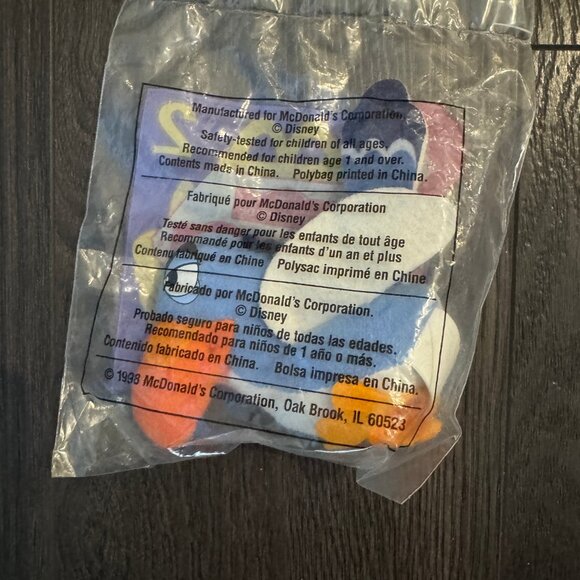 Manufactured for McDonald's Corporation.
© Disney
Safety-tested for children of all ages.
Recommended for children age 1 and over.
Contents made in China. Polybag printed in China.
Fabriqué pour McDonald's Corporation
© Disney
Testé sans danger pour les enfants de tout âge
Recommandé pour les enfants d'un an et plus
Contenu fabriqué en Chine Polysac imprimé en Chine
Fabricado por McDonald's Corporation.
© Disney
Probado seguro para niños de todas las edades.
Recomendado para niños de 1 año o más.
Contenido fabricado en China. Bolsa impresa en China.
© 1998 McDonald's Corporation, Oak Brook, IL 60523